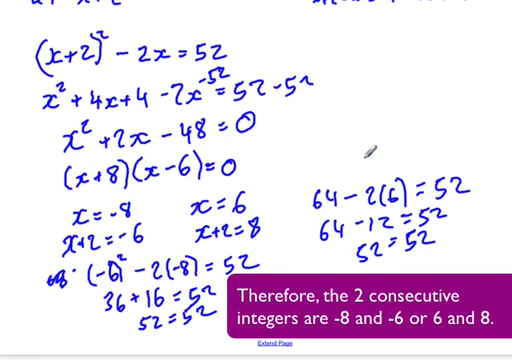 (x+2)² - 2x = 52
x² + 4x + 4 - 2x - 52 = 52 - 52
x² + 2x - 48 = 0
(x+8)(x-6) = 0
x = -8
x+2 = -6
(-6)² - 2(-8) = 52
36 + 16 = 52
52 = 52
x = 6
x+2 = 8
64 - 2(6) = 52
64 - 12 = 52
52 = 52
Therefore, the 2 consecutive
integers are -8 and -6 or 6 and 8.
Extend Page